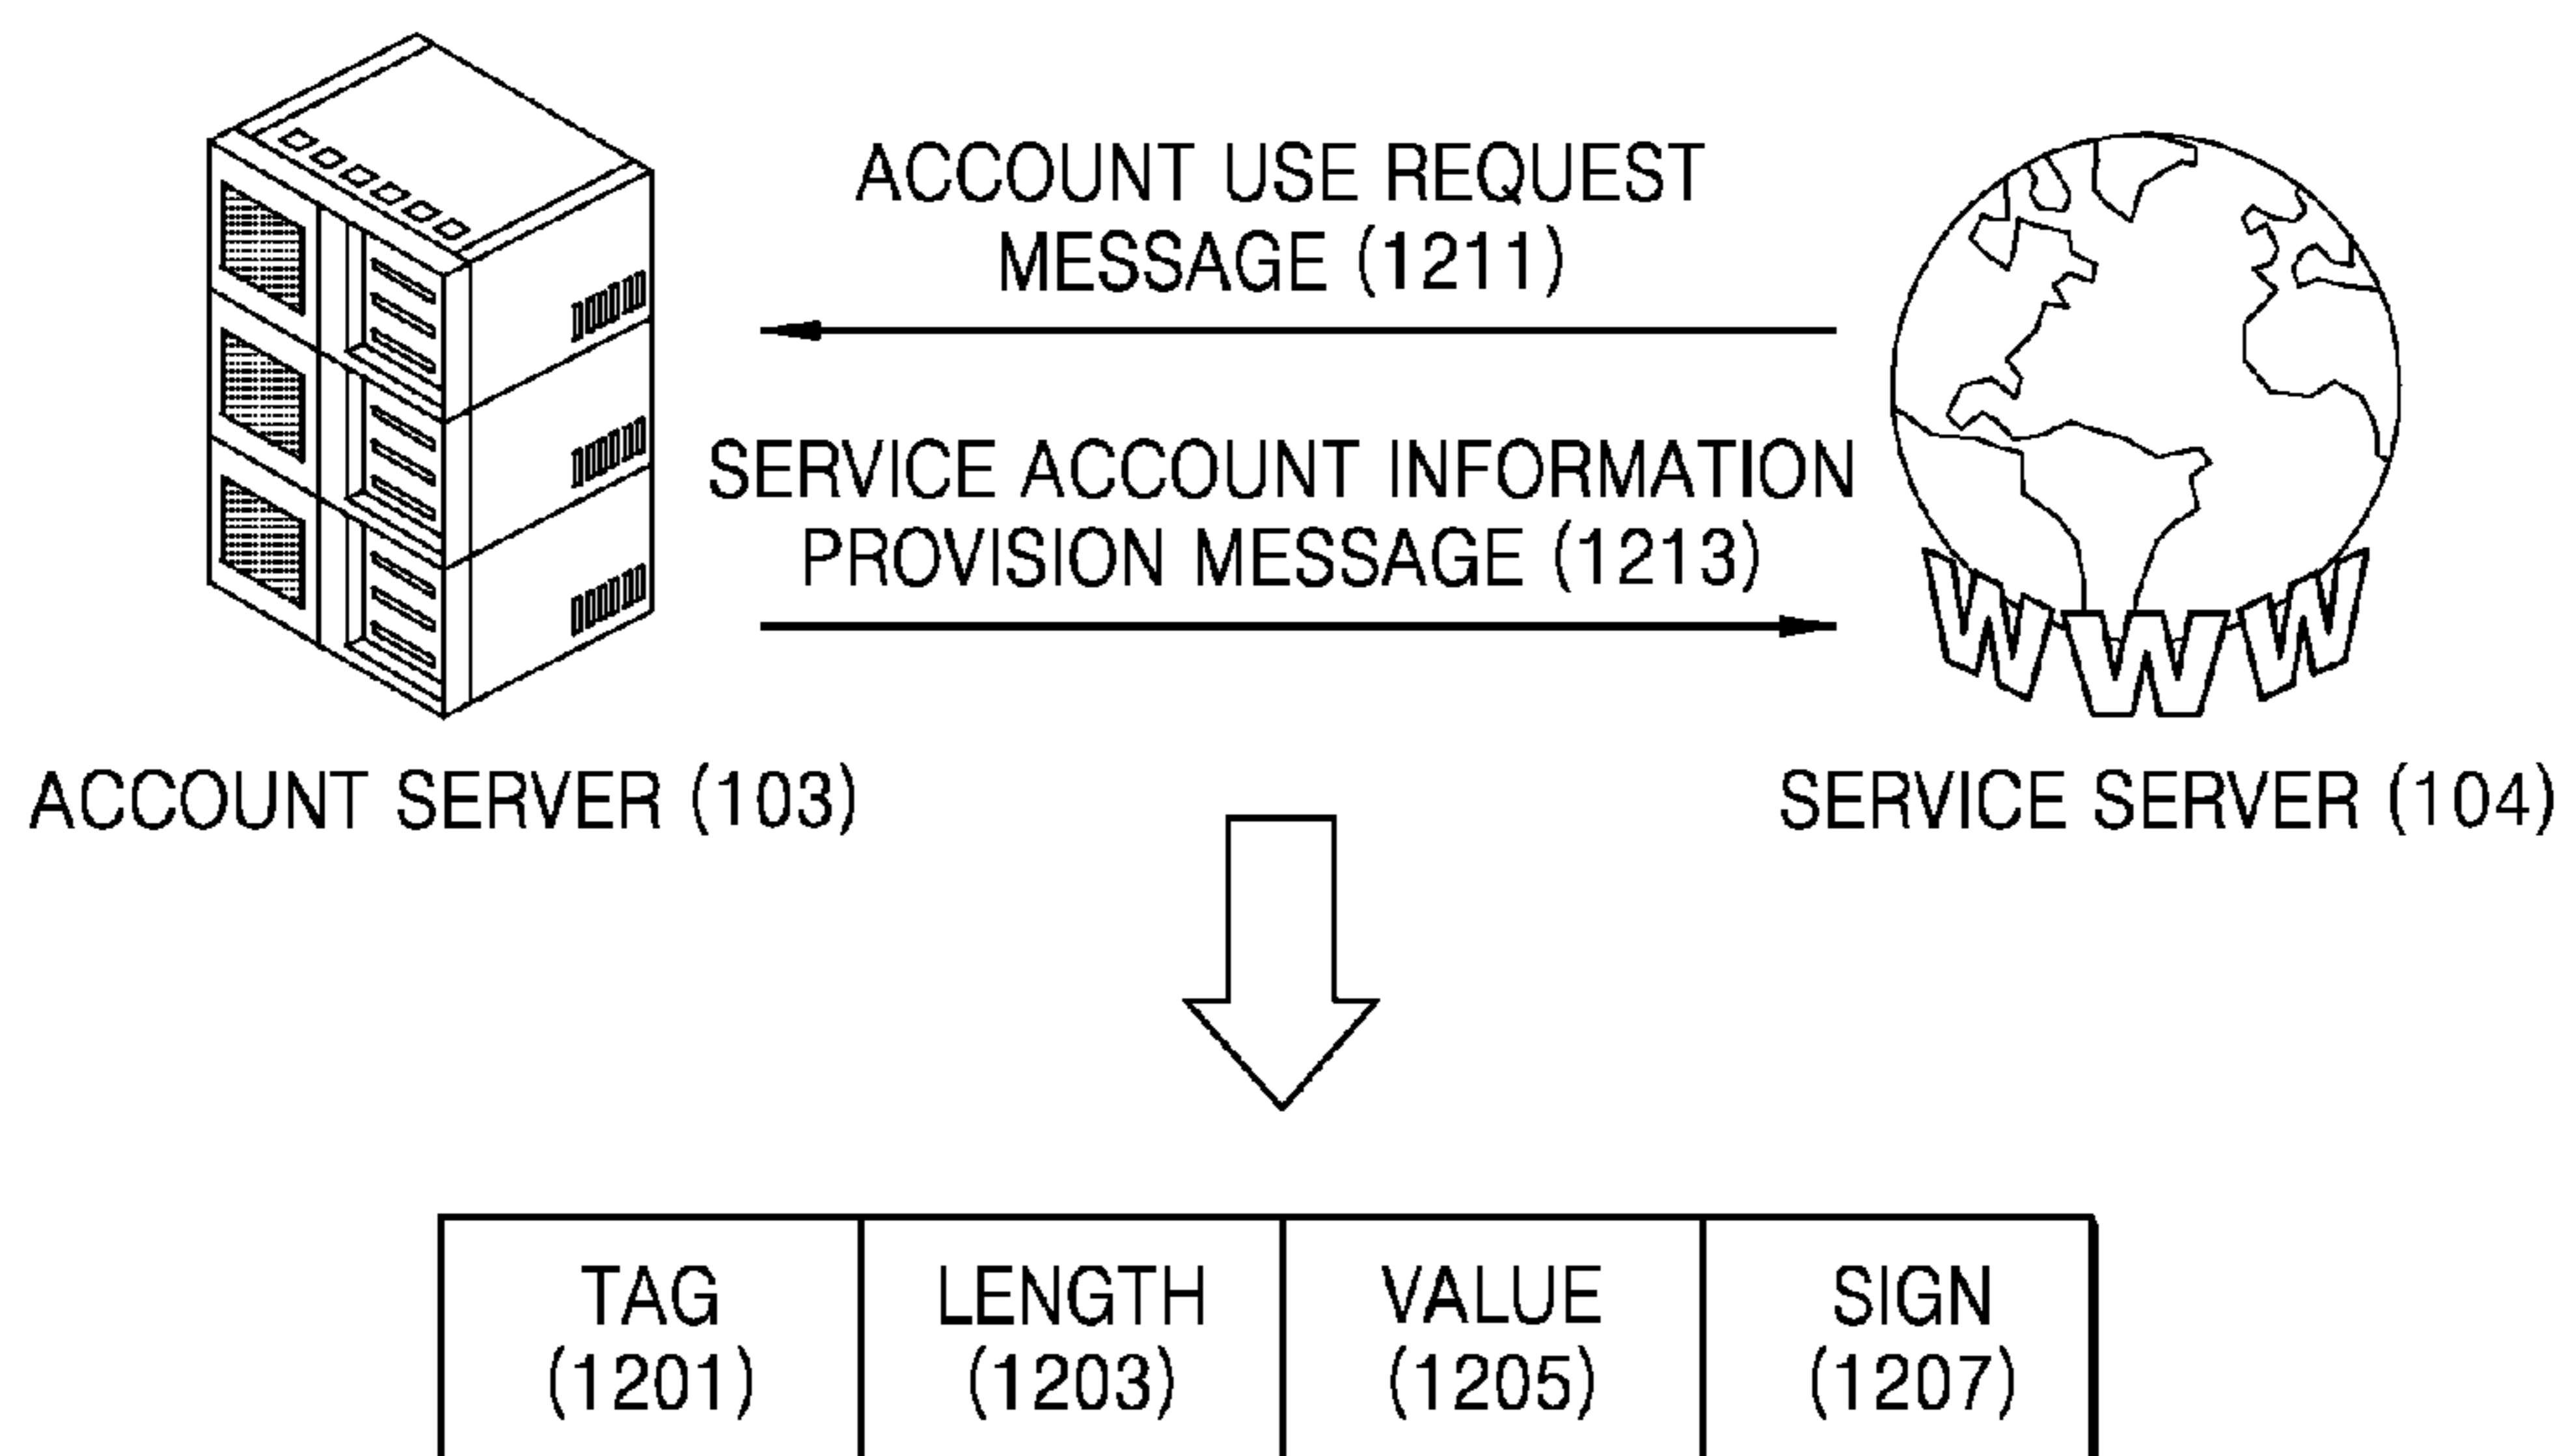 ACCOUNT USE REQUEST
MESSAGE (1211)
SERVICE ACCOUNT INFORMATION
PROVISION MESSAGE (1213)
WWW
ACCOUNT SERVER (103)
SERVICE SERVER (104)
TAG
(1201)
LENGTH
(1203)
VALUE
(1205)
SIGN
(1207)